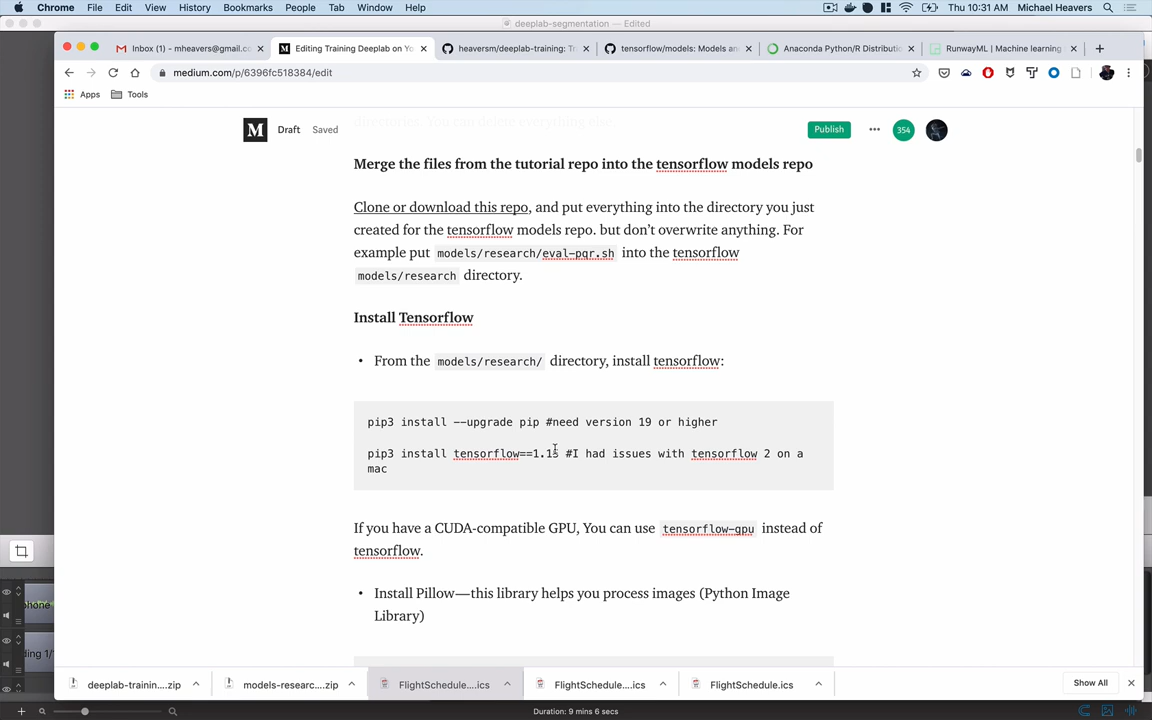 Chrome File Edit View History Bookmarks People Tab Window Help Thu 10:31 AM Michael Heavers
deeplab-segmentation — Edited
Inbox (1) - mheavers@gmail.co Editing Training Deeplab on Yo heaversm/deeplab-training: Tr tensorflow/models: Models an Anaconda Python/R Distributio RunwayML | Machine learning
medium.com/p/6396fc518384/edit
Apps Tools
directories. You can delete everything else.
Draft Saved Publish 354
Merge the files from the tutorial repo into the tensorflow models repo
Clone or download this repo, and put everything into the directory you just
created for the tensorflow models repo. but don’t overwrite anything. For
example put models/research/eval-pqr.sh into the tensorflow
models/research directory.
Install Tensorflow
• From the models/research/ directory, install tensorflow:
pip3 install --upgrade pip #need version 19 or higher
pip3 install tensorflow==1.15 #I had issues with tensorflow 2 on a
mac
If you have a CUDA-compatible GPU, You can use tensorflow-gpu instead of
tensorflow.
• Install Pillow — this library helps you process images (Python Image
Library)
phone
ding 1/
deeplab-trainin....zip models-researc....zip FlightSchedule....ics FlightSchedule....ics FlightSchedule....ics Show All
Duration: 9 mins 6 secs